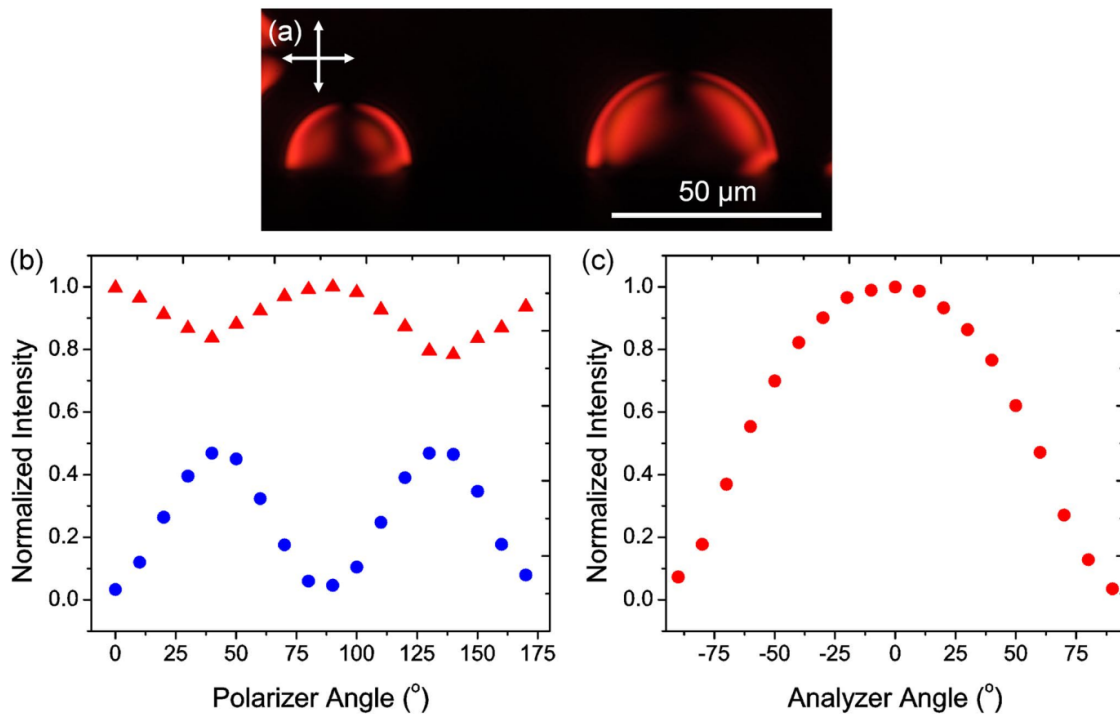 (a)
50 µm
(b)
1.0
0.8
0.6
0.4
0.2
0.0
Normalized Intensity
0 25 50 75 100 125 150 175
Polarizer Angle (°)
(c)
1.0
0.8
0.6
0.4
0.2
0.0
Normalized Intensity
-75 -50 -25 0 25 50 75
Analyzer Angle (°)